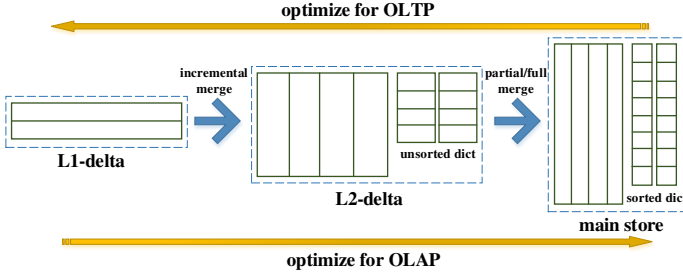 optimize for OLTP
incremental
merge
partial/full
merge
unsorted dict
sorted dic
L1-delta
L2-delta
main store
optimize for OLAP